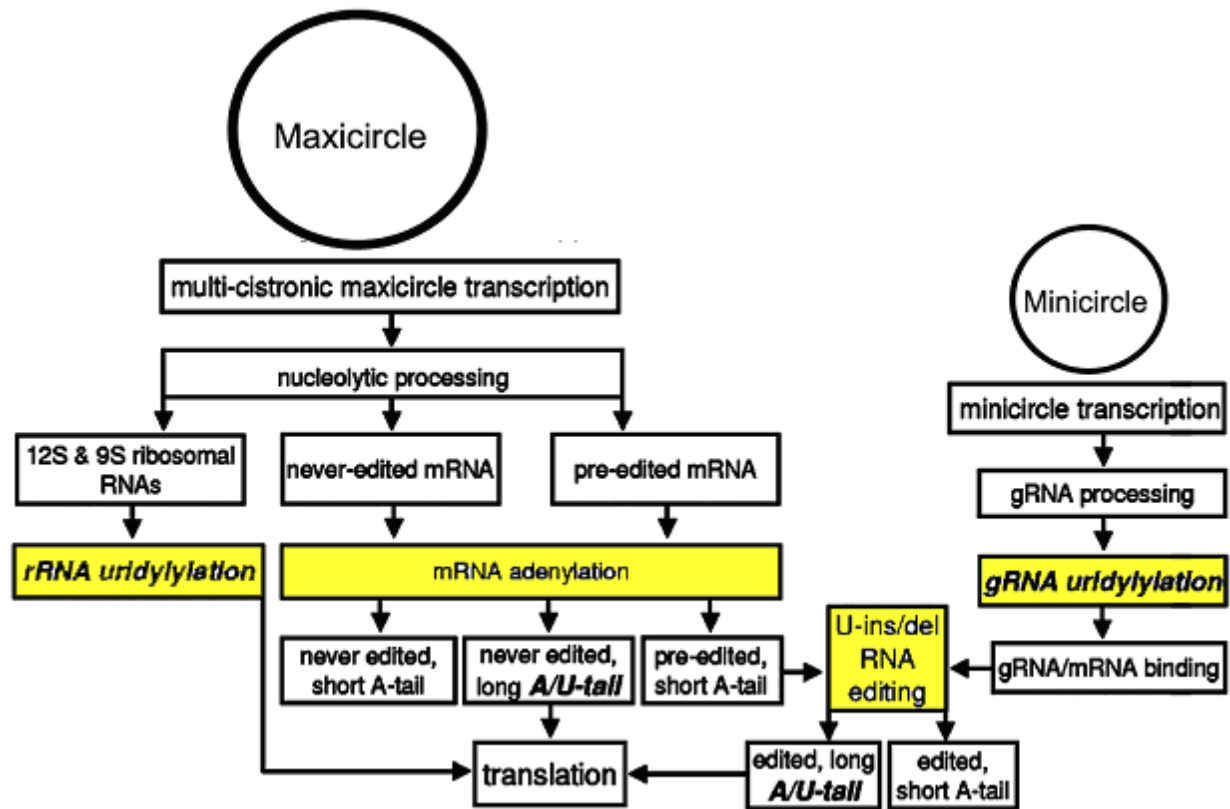 Maxicircle
multi-cistronic maxicircle transcription
nucleolytic processing
12S & 9S ribosomal
RNAs
never-edited mRNA
pre-edited mRNA
rRNA uridylylation
mRNA adenylation
never edited,
short A-tail
never edited,
long A/U-tail
pre-edited,
short A-tail
translation
Minicircle
minicircle transcription
gRNA processing
gRNA uridylylation
gRNA/mRNA binding
U-ins/del
RNA
editing
edited, long
A/U-tail
edited,
short A-tail